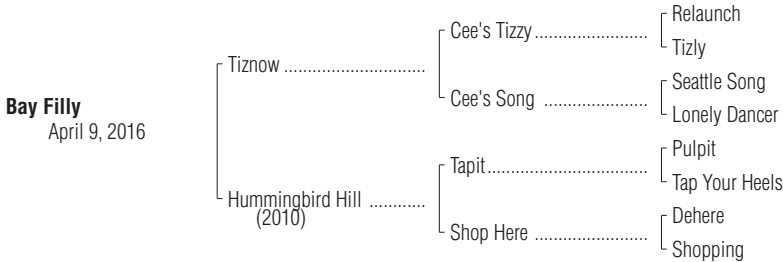 Relaunch
Cee's Tizzy
Tizly
Tiznow
Seattle Song
Cee's Song
Lonely Dancer
Bay Filly
April 9, 2016
Pulpit
Tapit
Tap Your Heels
Hummingbird Hill
(2010)
Dehere
Shop Here
Shopping